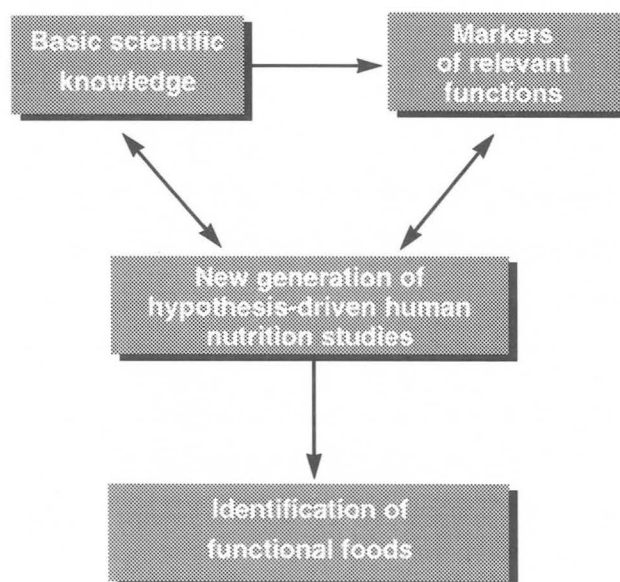 Basic scientific
knowledge
Markers
of relevant
functions
New generation of
hypothesis-driven human
nutrition studies
Identification of
functional foods